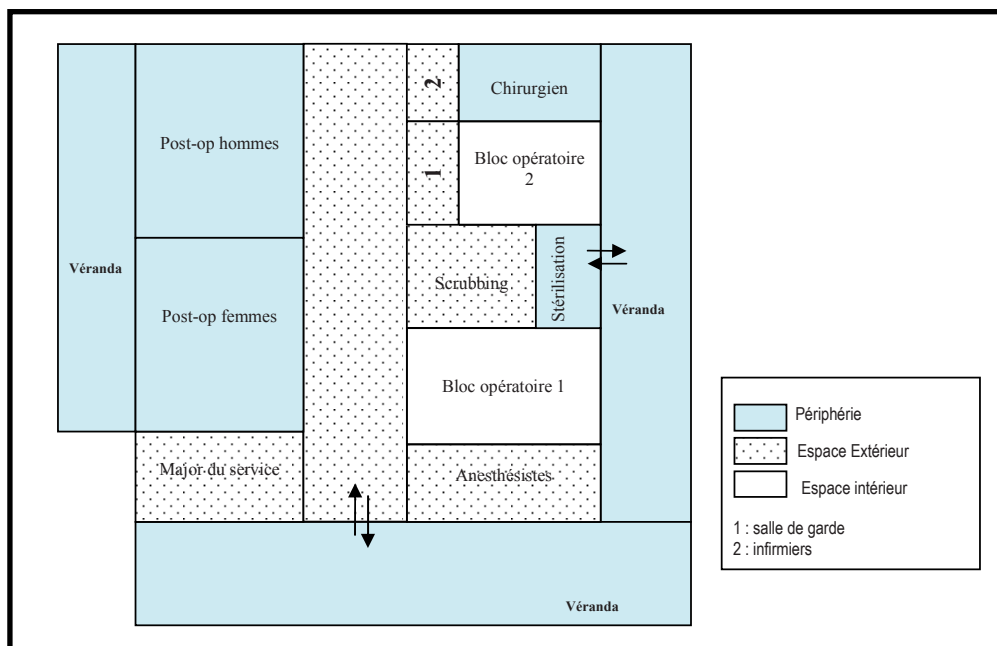 2
Chirurgien
Post-op hommes
1
Bloc opératoire
2
Véranda
Scrubbing
Stérilisation
Post-op femmes
Véranda
Bloc opératoire 1
Major du service
Anesthésistes
Véranda
Périphérie
Espace Extérieur
Espace intérieur
1 : salle de garde
2 : infirmiers